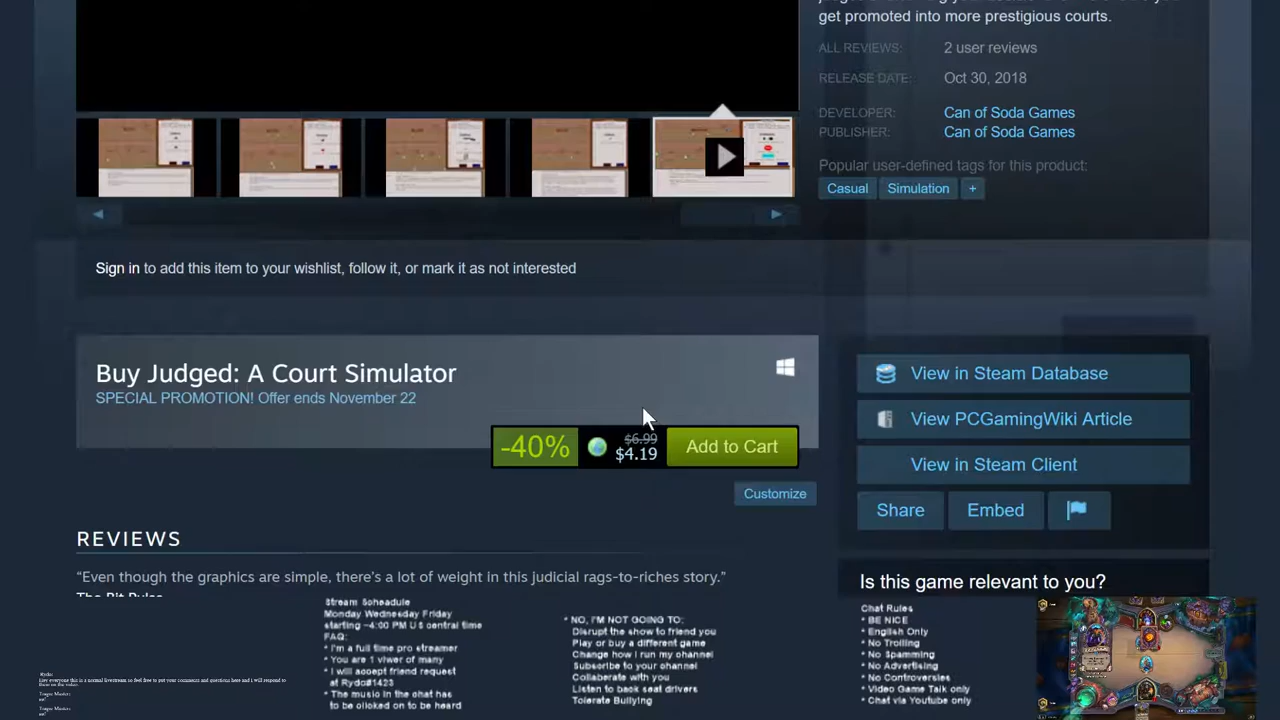 get promoted into more prestigious courts.
ALL REVIEWS: 2 user reviews
RELEASE DATE: Oct 30, 2018
DEVELOPER: Can of Soda Games
PUBLISHER: Can of Soda Games
Popular user-defined tags for this product:
Casual Simulation +
Sign in to add this item to your wishlist, follow it, or mark it as not interested
Buy Judged: A Court Simulator
SPECIAL PROMOTION! Offer ends November 22
-40% $6.99 $4.19 Add to Cart
Customize
View in Steam Database
View PCGamingWiki Article
View in Steam Client
Share Embed
REVIEWS
“Even though the graphics are simple, there’s a lot of weight in this judicial rags-to-riches story.”
Is this game relevant to you?
Stream Scheadule
Monday Wednesday Friday
starting ~4:00 PM US central time
FAQ:
* I'm a full time pro streamer
* You are 1 viwer of many
* I will accept friend request
at Rydo#1423
* The music in the chat has
to be clicked on to be heard
* NO, I'M NOT GOING TO:
Disrupt the show to friend you
Play or buy a different game
Change how I run my channel
Subscribe to your channel
Collaberate with you
Listen to back seat drivers
Tolerate Bullying
Chat Rules
* BE NICE
* English Only
* No Trolling
* No Spamming
* No Advertising
* No Controversies
* Video Game Talk only
* Chat via Youtube only